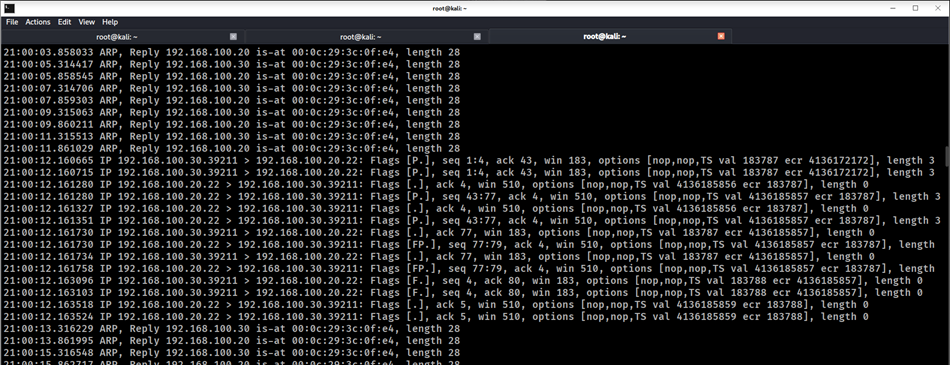 root@kali: ~
File Actions Edit View Help
root@kali: ~ root@kali: ~ root@kali: ~
21:00:03.858033 ARP, Reply 192.168.100.20 is-at 00:0c:29:3c:0f:e4, length 28
21:00:05.314417 ARP, Reply 192.168.100.30 is-at 00:0c:29:3c:0f:e4, length 28
21:00:05.858545 ARP, Reply 192.168.100.20 is-at 00:0c:29:3c:0f:e4, length 28
21:00:07.314706 ARP, Reply 192.168.100.30 is-at 00:0c:29:3c:0f:e4, length 28
21:00:07.859303 ARP, Reply 192.168.100.20 is-at 00:0c:29:3c:0f:e4, length 28
21:00:09.315063 ARP, Reply 192.168.100.30 is-at 00:0c:29:3c:0f:e4, length 28
21:00:09.860211 ARP, Reply 192.168.100.20 is-at 00:0c:29:3c:0f:e4, length 28
21:00:11.315513 ARP, Reply 192.168.100.30 is-at 00:0c:29:3c:0f:e4, length 28
21:00:11.861029 ARP, Reply 192.168.100.20 is-at 00:0c:29:3c:0f:e4, length 28
21:00:12.160665 IP 192.168.100.30.39211 > 192.168.100.20.22: Flags [P.], seq 1:4, ack 43, win 183, options [nop,nop,TS val 183787 ecr 4136172172], length 3
21:00:12.160715 IP 192.168.100.30.39211 > 192.168.100.20.22: Flags [P.], seq 1:4, ack 43, win 183, options [nop,nop,TS val 183787 ecr 4136172172], length 3
21:00:12.161280 IP 192.168.100.20.22 > 192.168.100.30.39211: Flags [.], ack 4, win 510, options [nop,nop,TS val 4136185856 ecr 183787], length 0
21:00:12.161280 IP 192.168.100.20.22 > 192.168.100.30.39211: Flags [P.], seq 43:77, ack 4, win 510, options [nop,nop,TS val 4136185857 ecr 183787], length 3
21:00:12.161327 IP 192.168.100.20.22 > 192.168.100.30.39211: Flags [.], ack 4, win 510, options [nop,nop,TS val 4136185856 ecr 183787], length 0
21:00:12.161351 IP 192.168.100.20.22 > 192.168.100.30.39211: Flags [P.], seq 43:77, ack 4, win 510, options [nop,nop,TS val 4136185857 ecr 183787], length 3
21:00:12.161730 IP 192.168.100.30.39211 > 192.168.100.20.22: Flags [.], ack 77, win 183, options [nop,nop,TS val 183787 ecr 4136185857], length 0
21:00:12.161730 IP 192.168.100.20.22 > 192.168.100.30.39211: Flags [FP.], seq 77:79, ack 4, win 510, options [nop,nop,TS val 4136185857 ecr 183787], length
21:00:12.161734 IP 192.168.100.30.39211 > 192.168.100.20.22: Flags [.], ack 77, win 183, options [nop,nop,TS val 183787 ecr 4136185857], length 0
21:00:12.161758 IP 192.168.100.20.22 > 192.168.100.30.39211: Flags [FP.], seq 77:79, ack 4, win 510, options [nop,nop,TS val 4136185857 ecr 183787], length
21:00:12.163096 IP 192.168.100.30.39211 > 192.168.100.20.22: Flags [F.], seq 4, ack 80, win 183, options [nop,nop,TS val 183788 ecr 4136185857], length 0
21:00:12.163103 IP 192.168.100.30.39211 > 192.168.100.20.22: Flags [F.], seq 4, ack 80, win 183, options [nop,nop,TS val 183788 ecr 4136185857], length 0
21:00:12.163518 IP 192.168.100.20.22 > 192.168.100.30.39211: Flags [.], ack 5, win 510, options [nop,nop,TS val 4136185859 ecr 183788], length 0
21:00:12.163524 IP 192.168.100.20.22 > 192.168.100.30.39211: Flags [.], ack 5, win 510, options [nop,nop,TS val 4136185859 ecr 183788], length 0
21:00:13.316229 ARP, Reply 192.168.100.30 is-at 00:0c:29:3c:0f:e4, length 28
21:00:13.861995 ARP, Reply 192.168.100.20 is-at 00:0c:29:3c:0f:e4, length 28
21:00:15.316548 ARP, Reply 192.168.100.30 is-at 00:0c:29:3c:0f:e4, length 28
21:00:15.862717 ARP, Reply 192.168.100.20 is-at 00:0c:29:3c:0f:e4, length 28